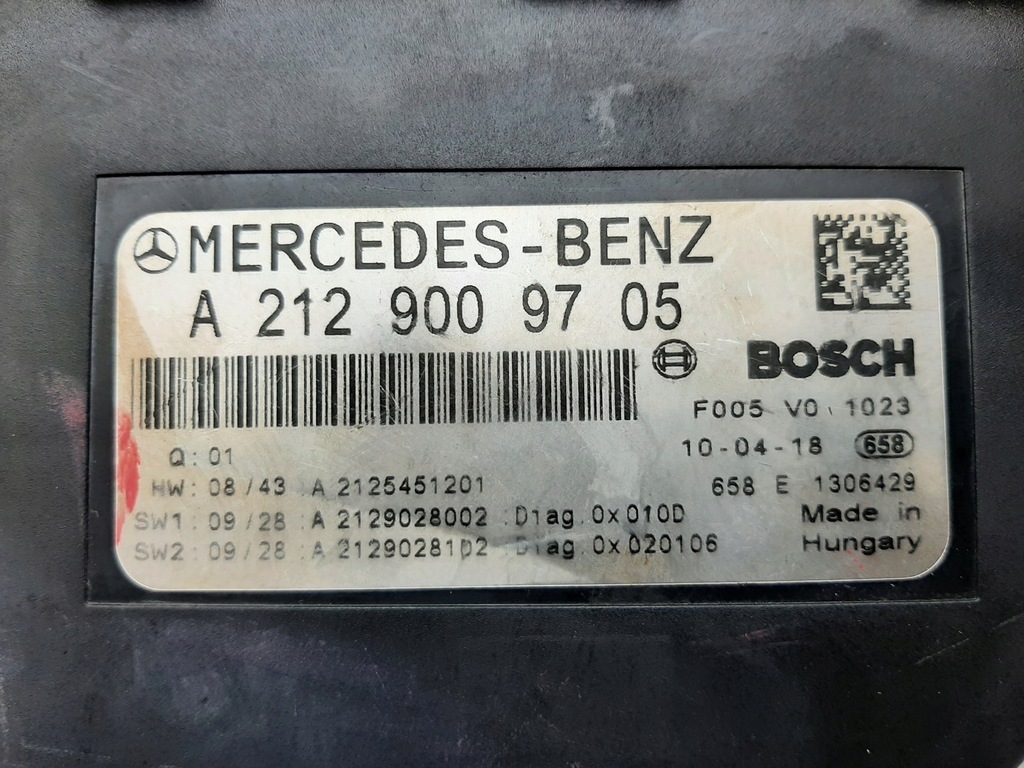 MERCEDES-BENZ
A 212 900 97 05
BOSCH
F005 V0 1023
10-04-18 658
Q: 01
HW: 08/43 :A 2125451201
658 E 1306429
SW1: 09/28 :A 2129028002 :Diag.0x010D
Made in
SW2: 09/28 :A 2129028102 :Diag.0x020106
Hungary